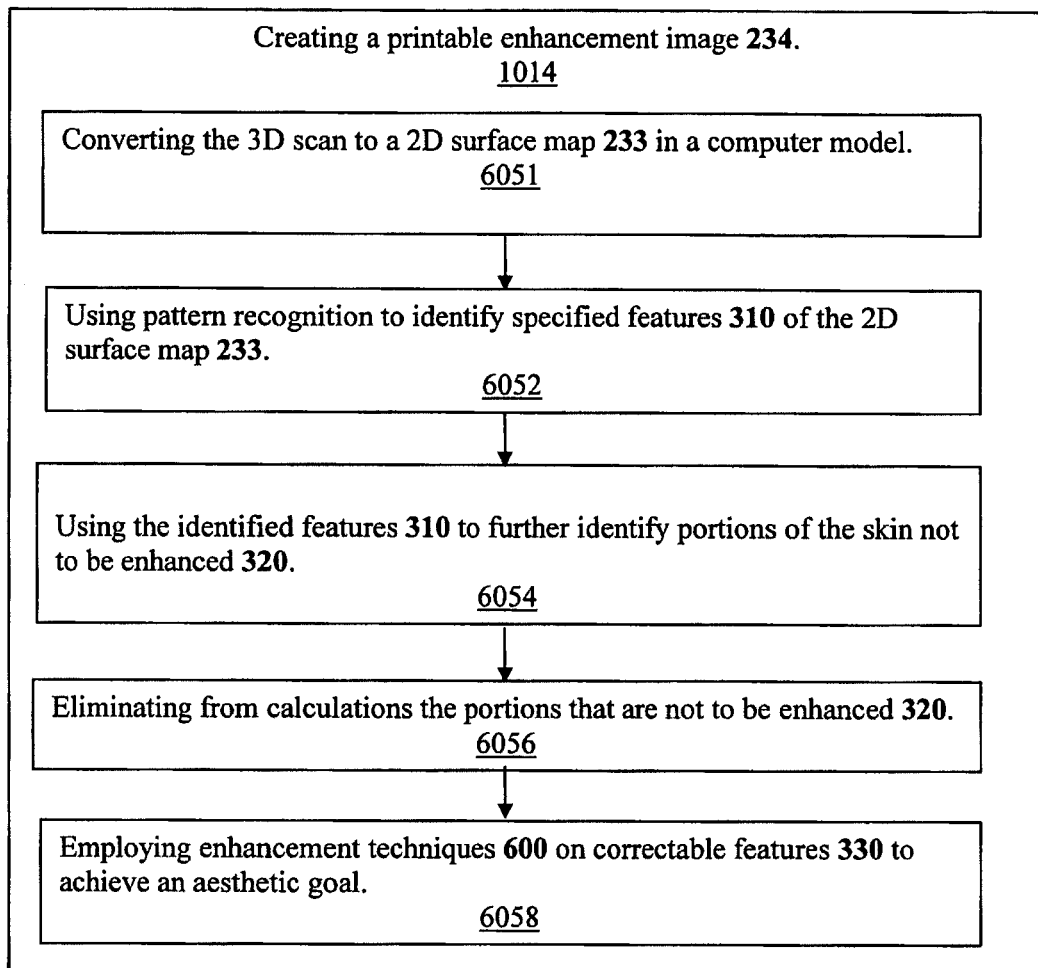 Creating a printable enhancement image 234.
1014
Converting the 3D scan to a 2D surface map 233 in a computer model.
6051
Using pattern recognition to identify specified features 310 of the 2D
surface map 233.
6052
Using the identified features 310 to further identify portions of the skin not
to be enhanced 320.
6054
Eliminating from calculations the portions that are not to be enhanced 320.
6056
Employing enhancement techniques 600 on correctable features 330 to
achieve an aesthetic goal.
6058